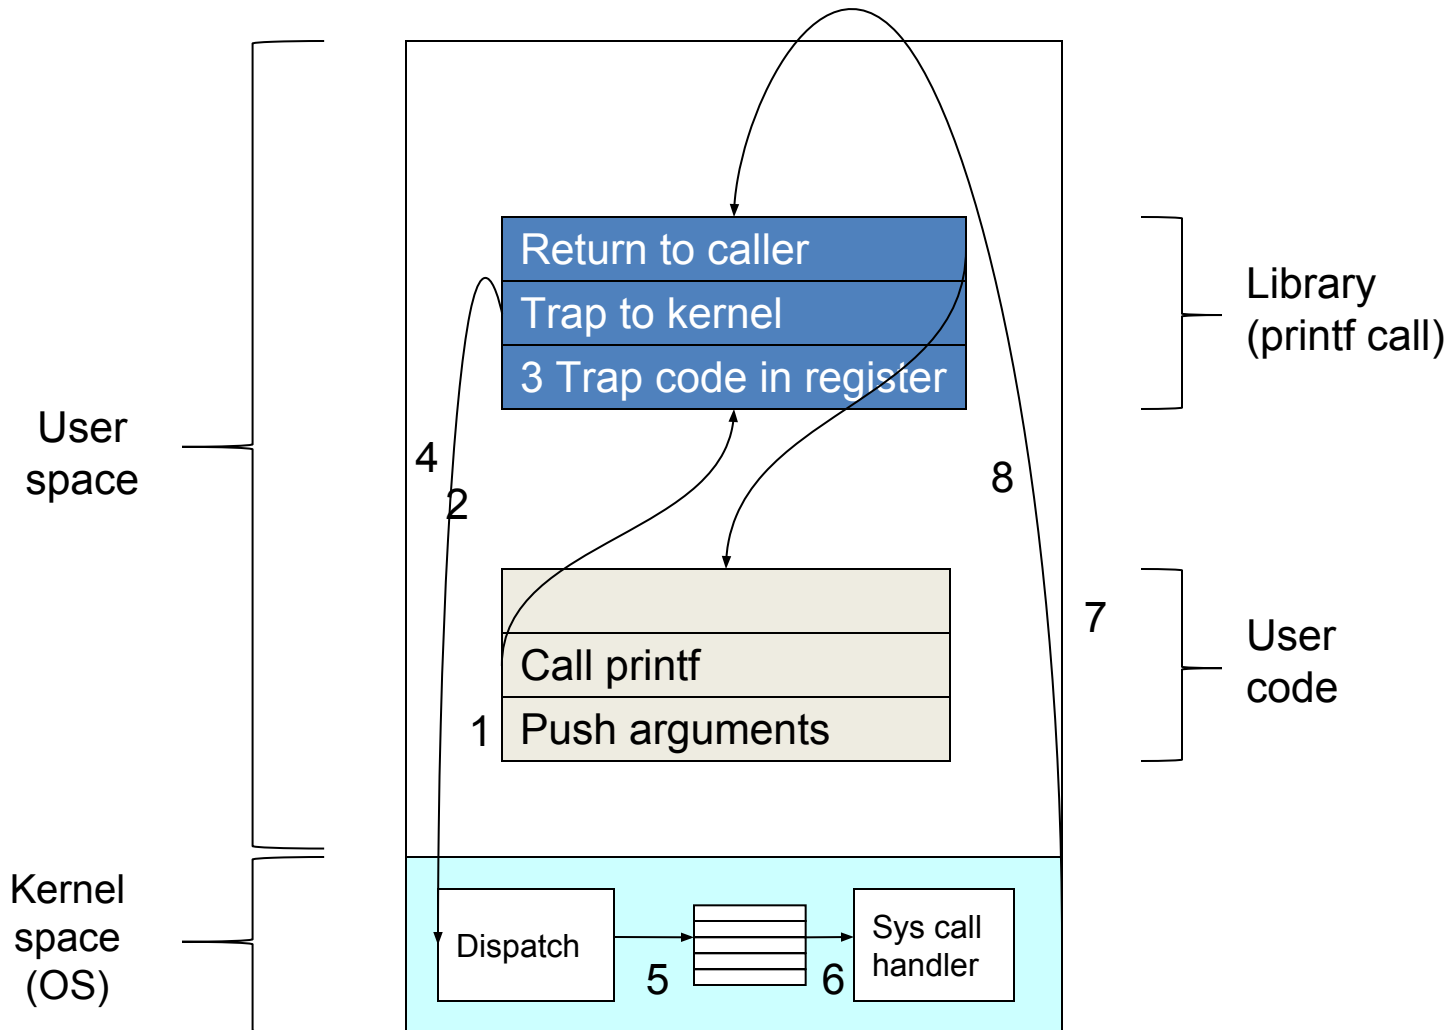 Return to caller
Trap to kernel
3 Trap code in register
Library
(printf call)
User
space
4
2
8
7
Call printf
1
Push arguments
User
code
Kernel
space
(OS)
Dispatch
5
6
Sys call
handler